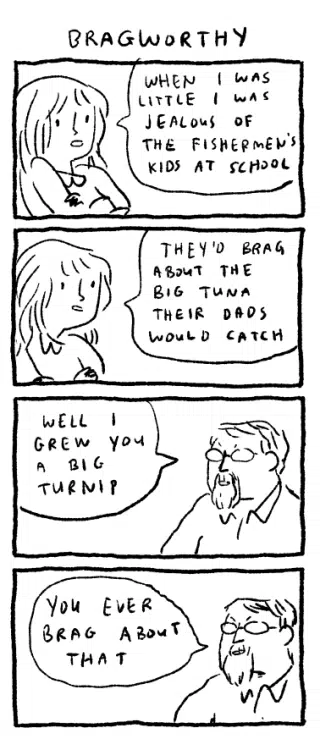 BRAGWORTHY
WHEN I WAS
LITTLE I WAS
JEALOUS OF
THE FISHERMEN'S
KIDS AT SCHOOL
THEY'D BRAG
ABOUT THE
BIG TUNA
THEIR DADS
WOULD CATCH
WELL I
GREW YOU
A BIG
TURNIP
YOU EVER
BRAG ABOUT
THAT